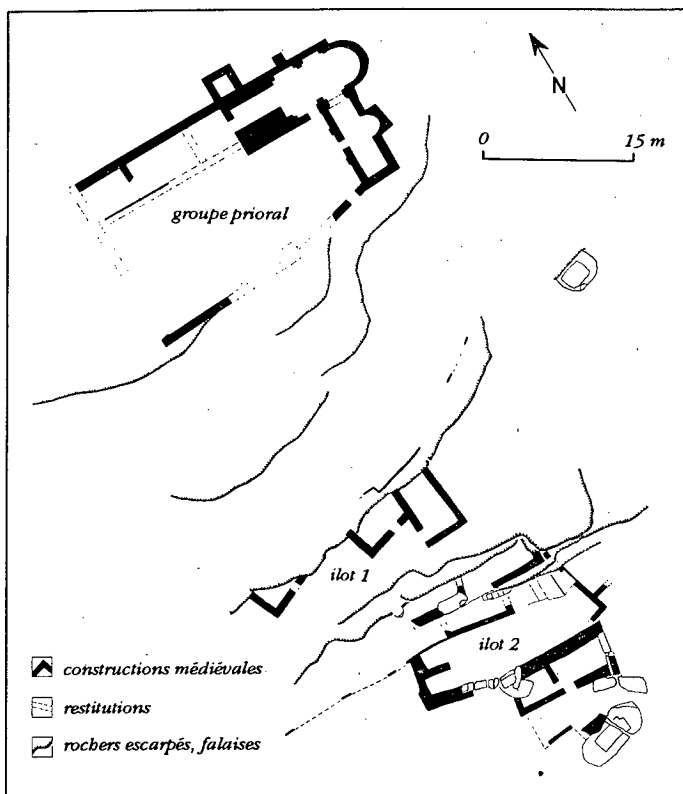 N
0 15 m
groupe prioral
ilot 1
ilot 2
constructions médiévales
restitutions
rochers escarpés, falaises